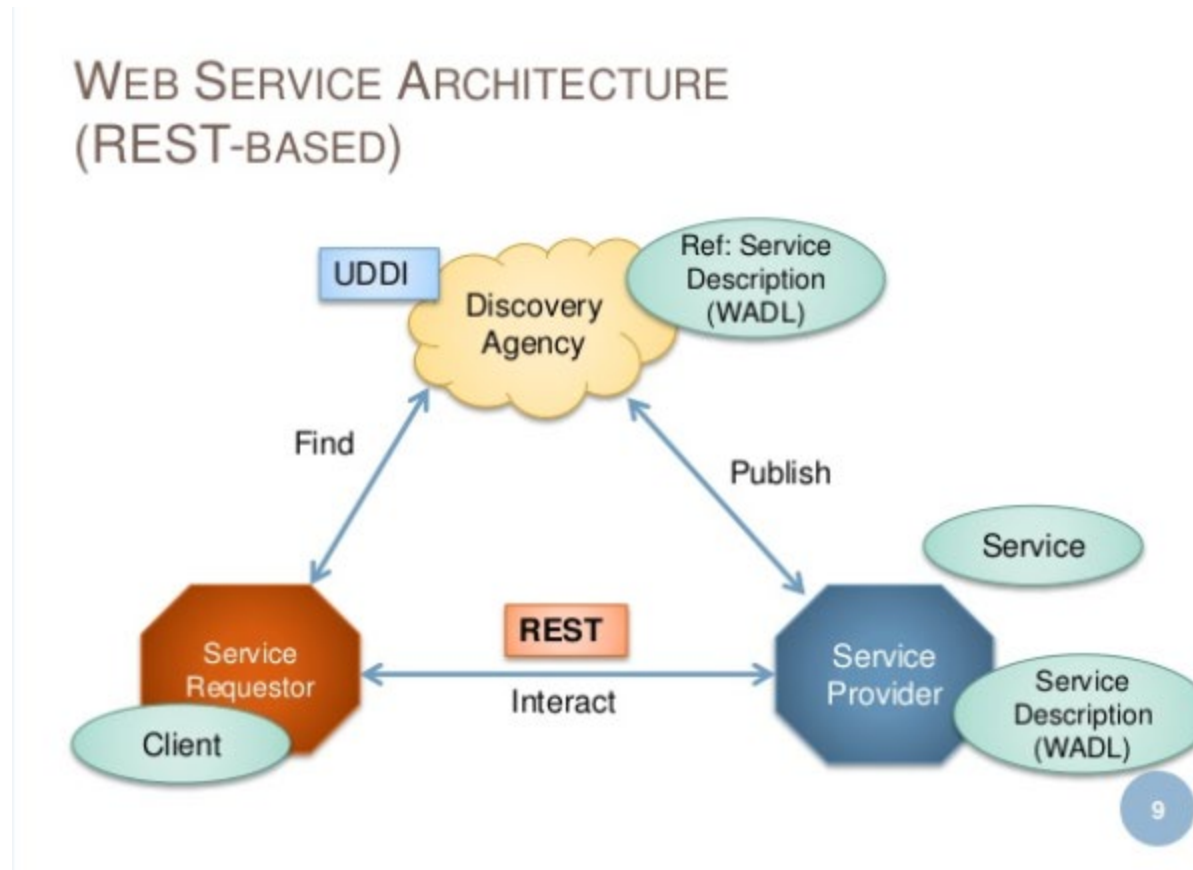 WEB SERVICE ARCHITECTURE
(REST-BASED)
UDDI
Discovery
Agency
Ref: Service
Description
(WADL)
Find
Publish
Service
REST
Interact
Service
Requestor
Client
Service
Provider
Service
Description
(WADL)
9